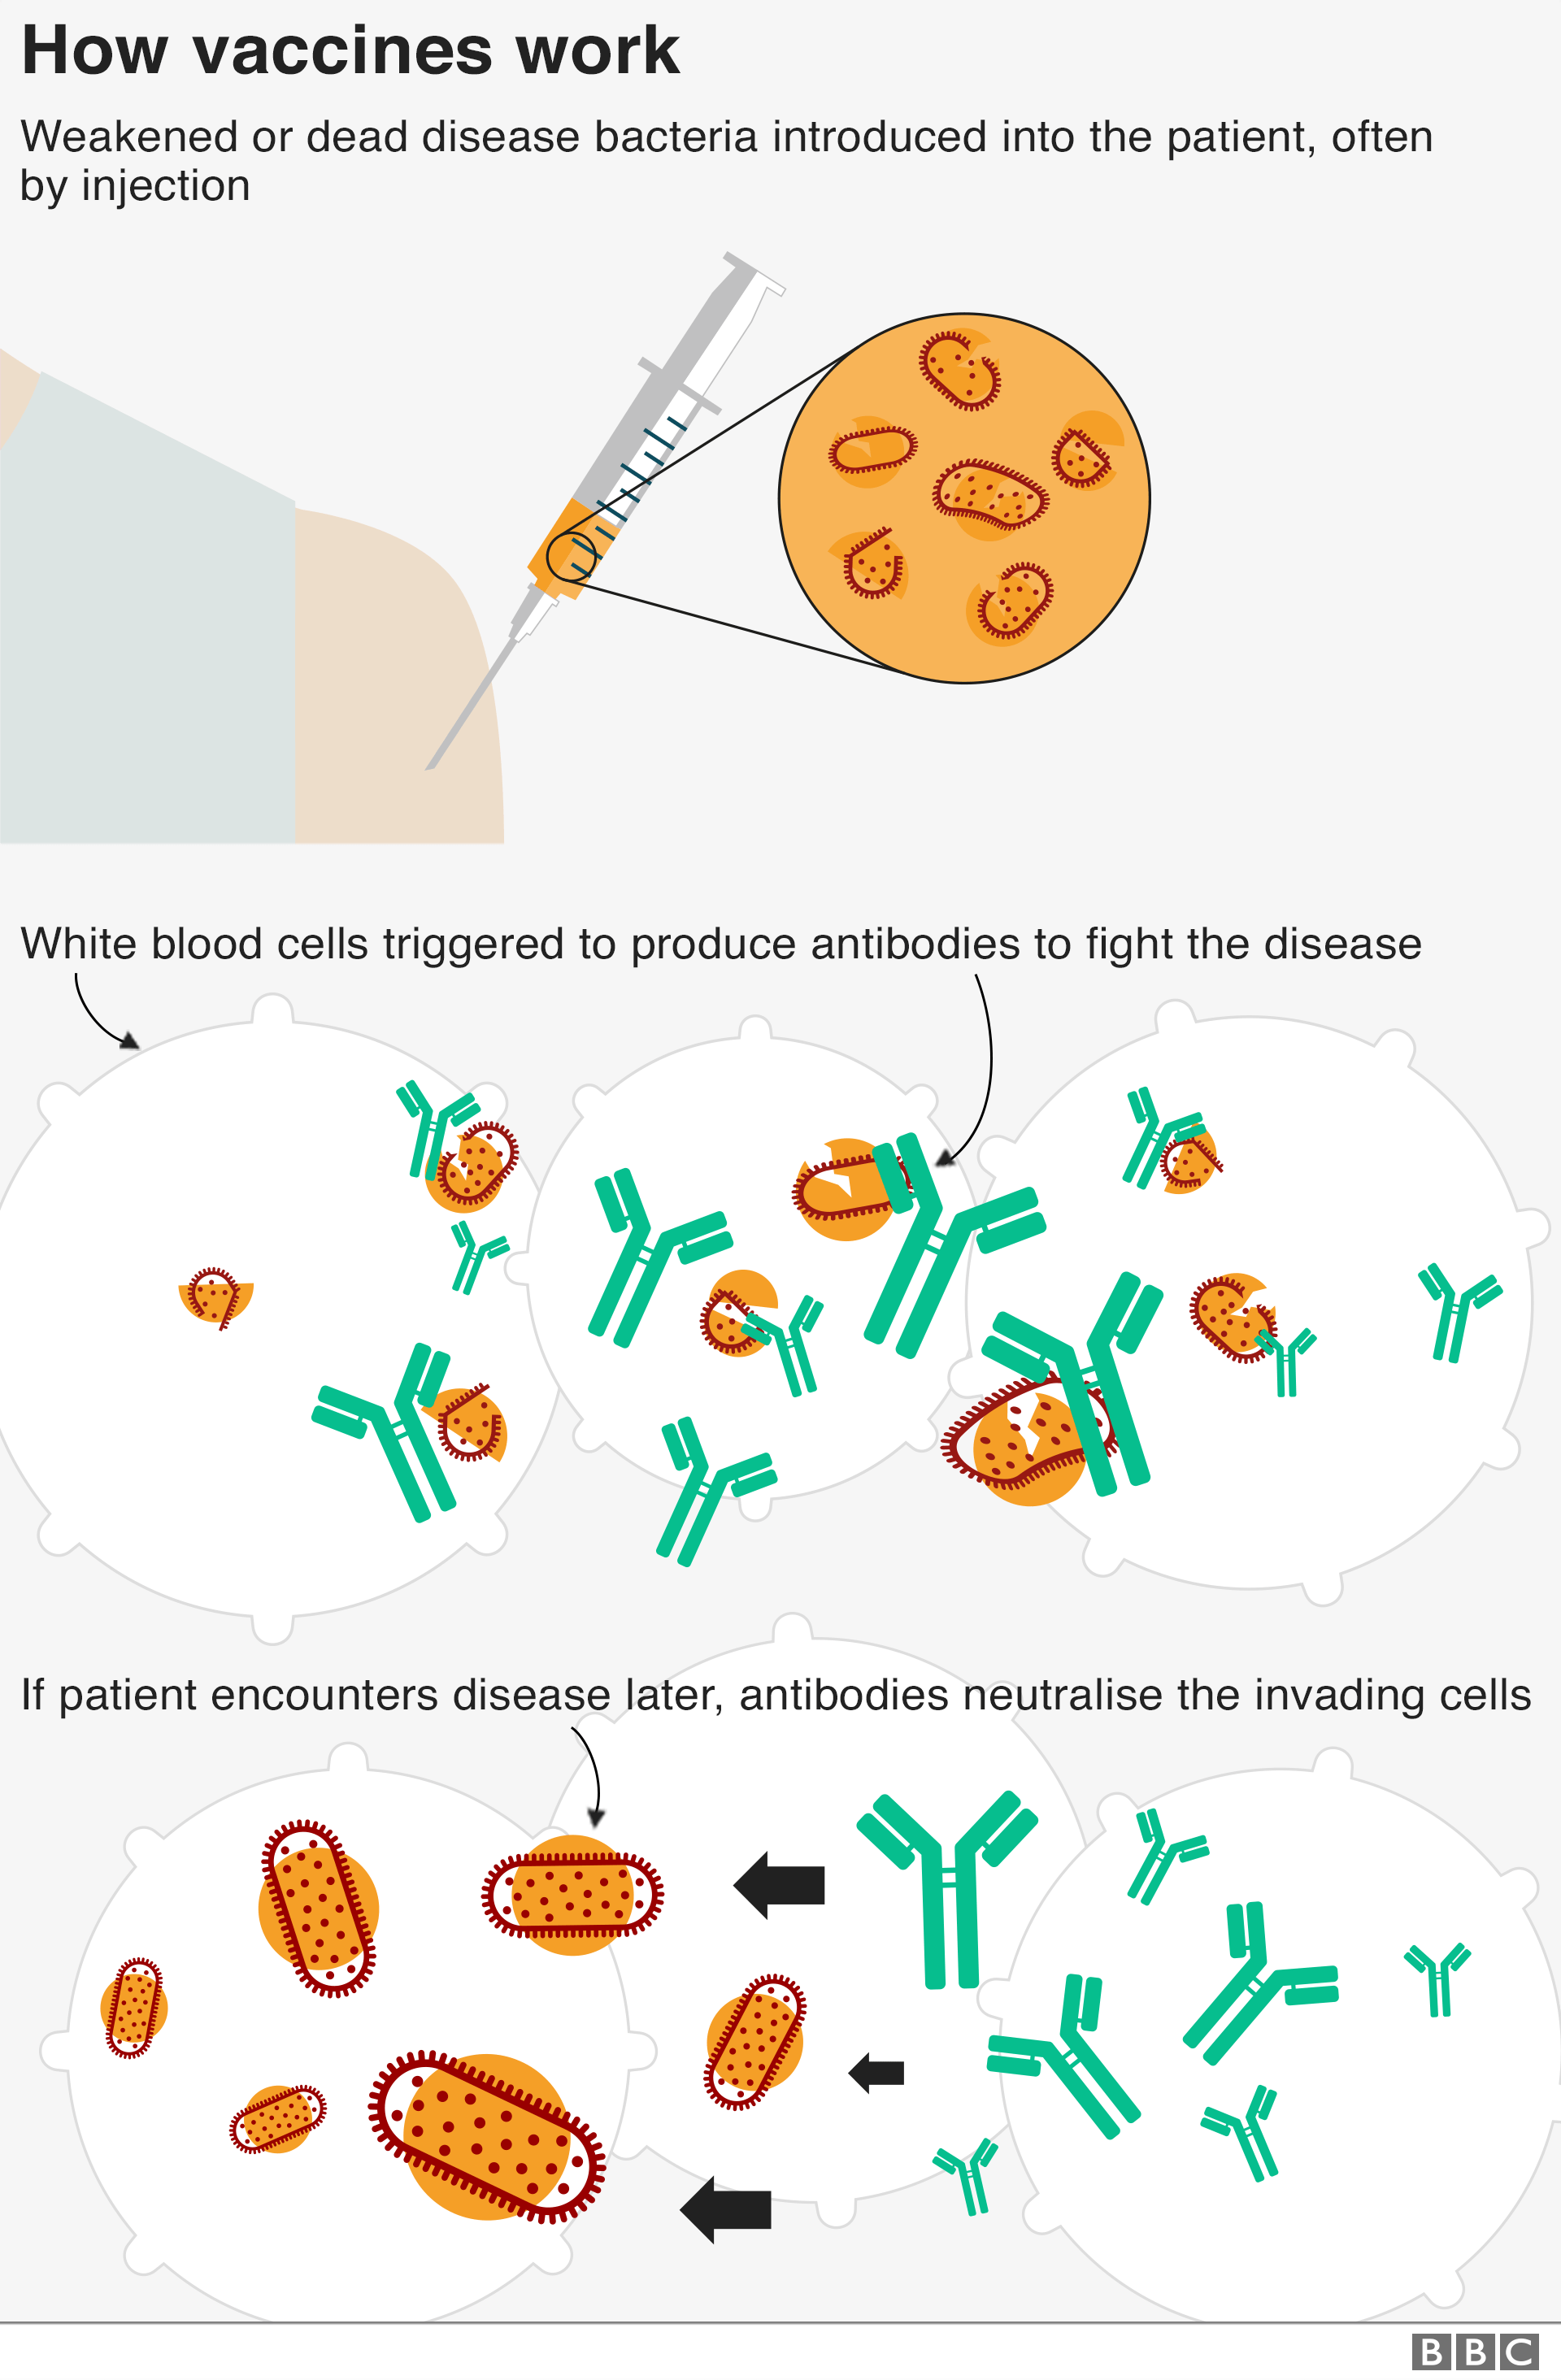 How vaccines work
Weakened or dead disease bacteria introduced into the patient, often
by injection
White blood cells triggered to produce antibodies to fight the disease
If patient encounters disease later, antibodies neutralise the invading cells
BBC